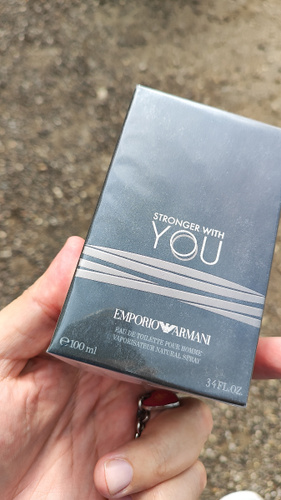 STRONGER WITH
YOU
EMPORIO ARMANI
EAU DE TOILETTE POUR HOMME
VAPORISATEUR NATURAL SPRAY
℮ 100 ml
3.4 FL.OZ.